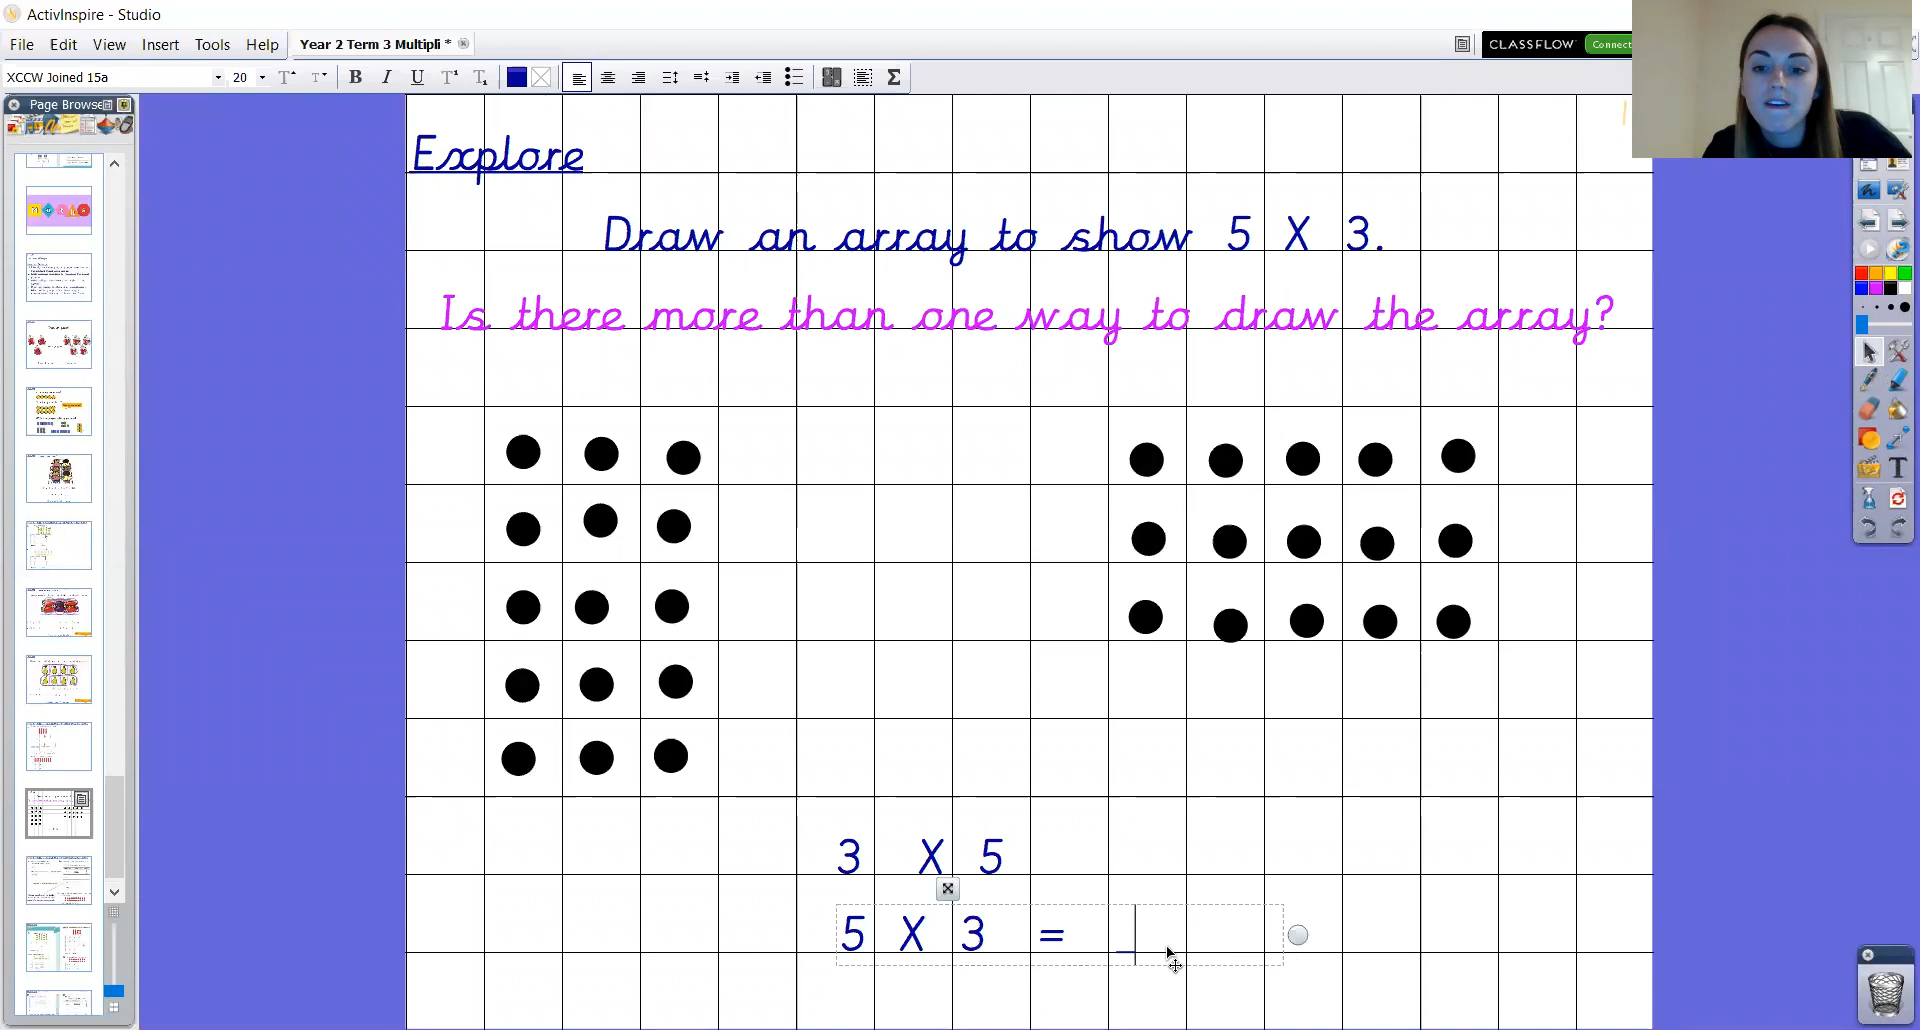 ActivInspire - Studio
File Edit View Insert Tools Help Year 2 Term 3 Multipli * CLASSFLOW Connect
XCCW Joined 15a 20 B I U
Page Browse
Explore
Draw an array to show 5 X 3.
Is there more than one way to draw the array?
3 X 5
5 X 3 = _